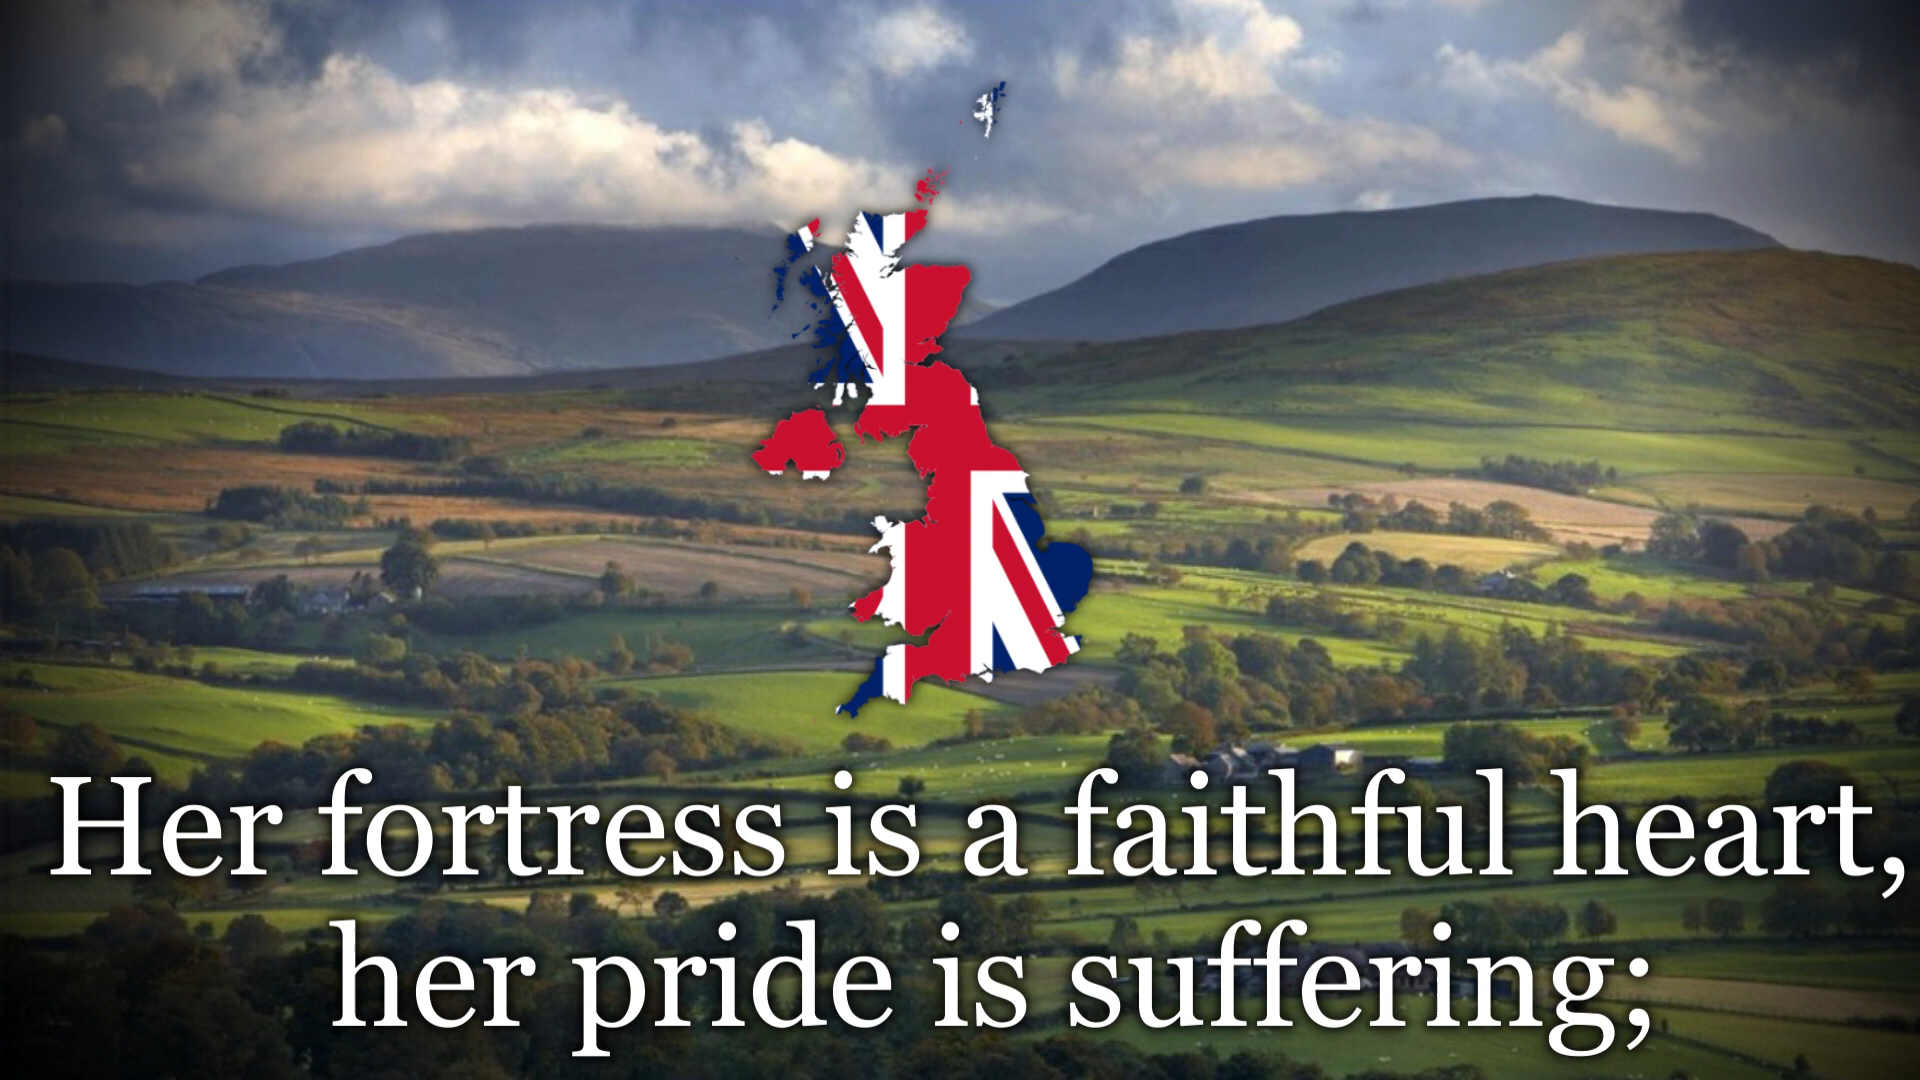 Her fortress is a faithful heart,
her pride is suffering;